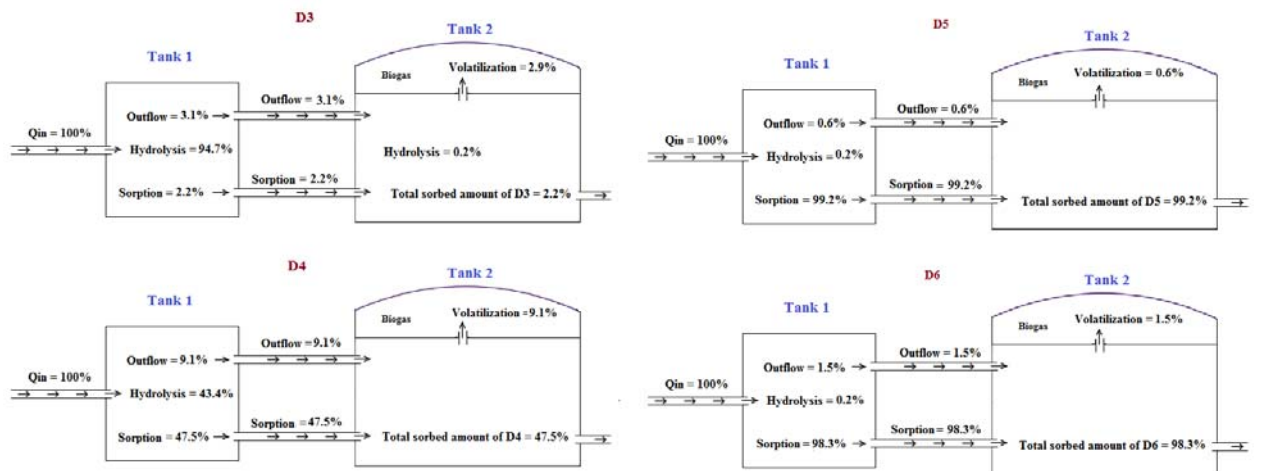 D3
Tank 1
Tank 2
Biogas
Volatilization = 2.9%
Outflow = 3.1%
Outflow = 3.1%
Qin = 100%
Hydrolysis = 94.7%
Hydrolysis = 0.2%
Sorption = 2.2%
Sorption = 2.2%
Total sorbed amount of D3 = 2.2%
D5
Tank 1
Tank 2
Biogas
Volatilization = 0.6%
Outflow = 0.6%
Outflow = 0.6%
Qin = 100%
Hydrolysis = 0.2%
Sorption = 99.2%
Sorption = 99.2%
Total sorbed amount of D5 = 99.2%
D4
Tank 1
Tank 2
Biogas
Volatilization =9.1%
Outflow =9.1%
Outflow = 9.1%
Qin = 100%
Hydrolysis = 43.4%
Sorption =47.5%
Sorption = 47.5%
Total sorbed amount of D4 = 47.5%
D6
Tank 1
Tank 2
Biogas
Volatilization = 1.5%
Outflow = 1.5%
Outflow = 1.5%
Qin = 100%
Hydrolysis = 0.2%
Sorption = 98.3%
Sorption = 98.3%
Total sorbed amount of D6 = 98.3%